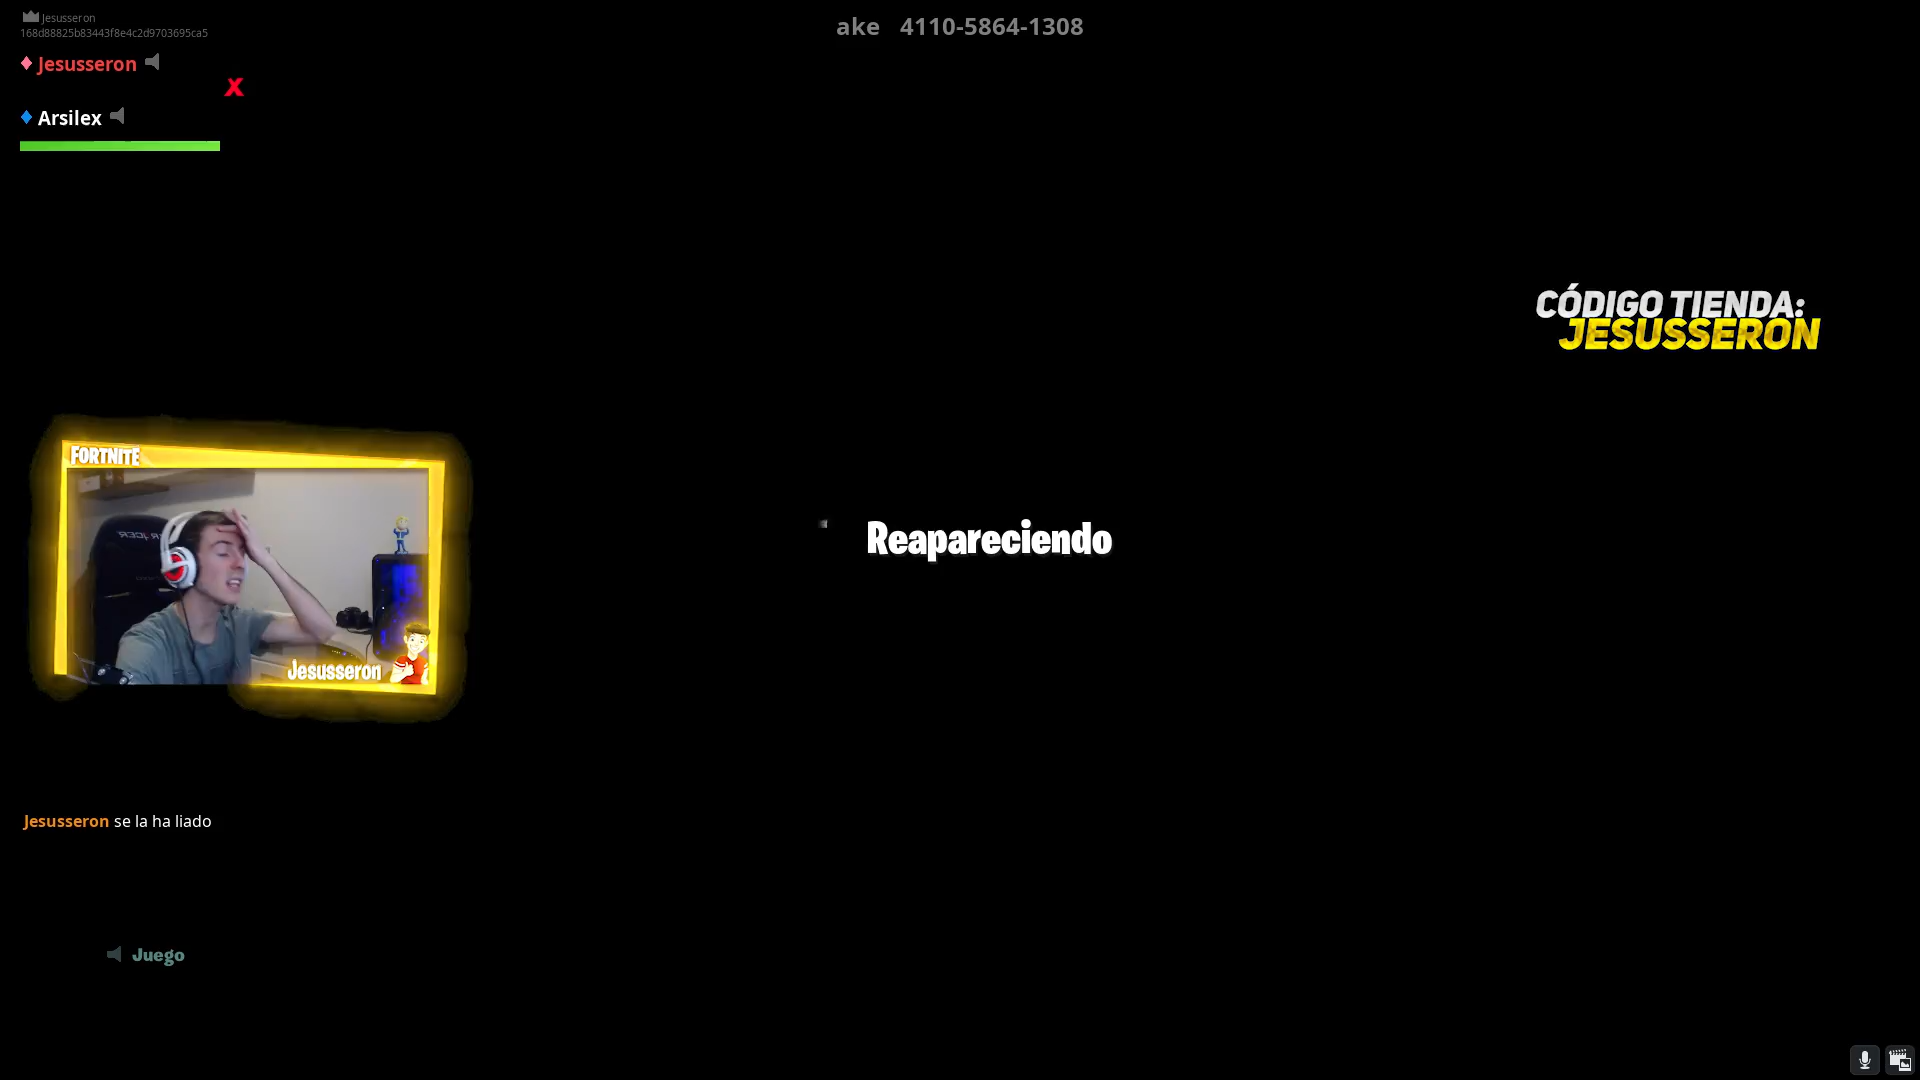 Jesusseron
168d88825b83443f8e4c2d9703695ca5
ake 4110-5864-1308
Jesusseron
X
Arsilex
CÓDIGO TIENDA:
JESUSSERON
FORTNITE
Reapareciendo
Jesusseron
Jesusseron se la ha liado
Juego